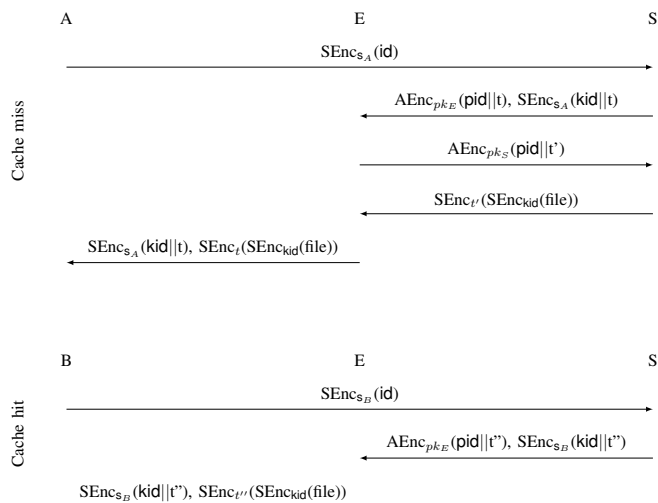 A E S
SEnc_{s_A}(id)
AEnc_{pk_E}(pid||t), SEnc_{s_A}(kid||t)
Cache miss
AEnc_{pk_S}(pid||t')
SEnc_{t'}(SEnc_{kid}(file))
SEnc_{s_A}(kid||t), SEnc_t(SEnc_{kid}(file))
B E S
SEnc_{s_B}(id)
Cache hit
AEnc_{pk_E}(pid||t”), SEnc_{s_B}(kid||t”)
SEnc_{s_B}(kid||t”), SEnc_{t''}(SEnc_{kid}(file))